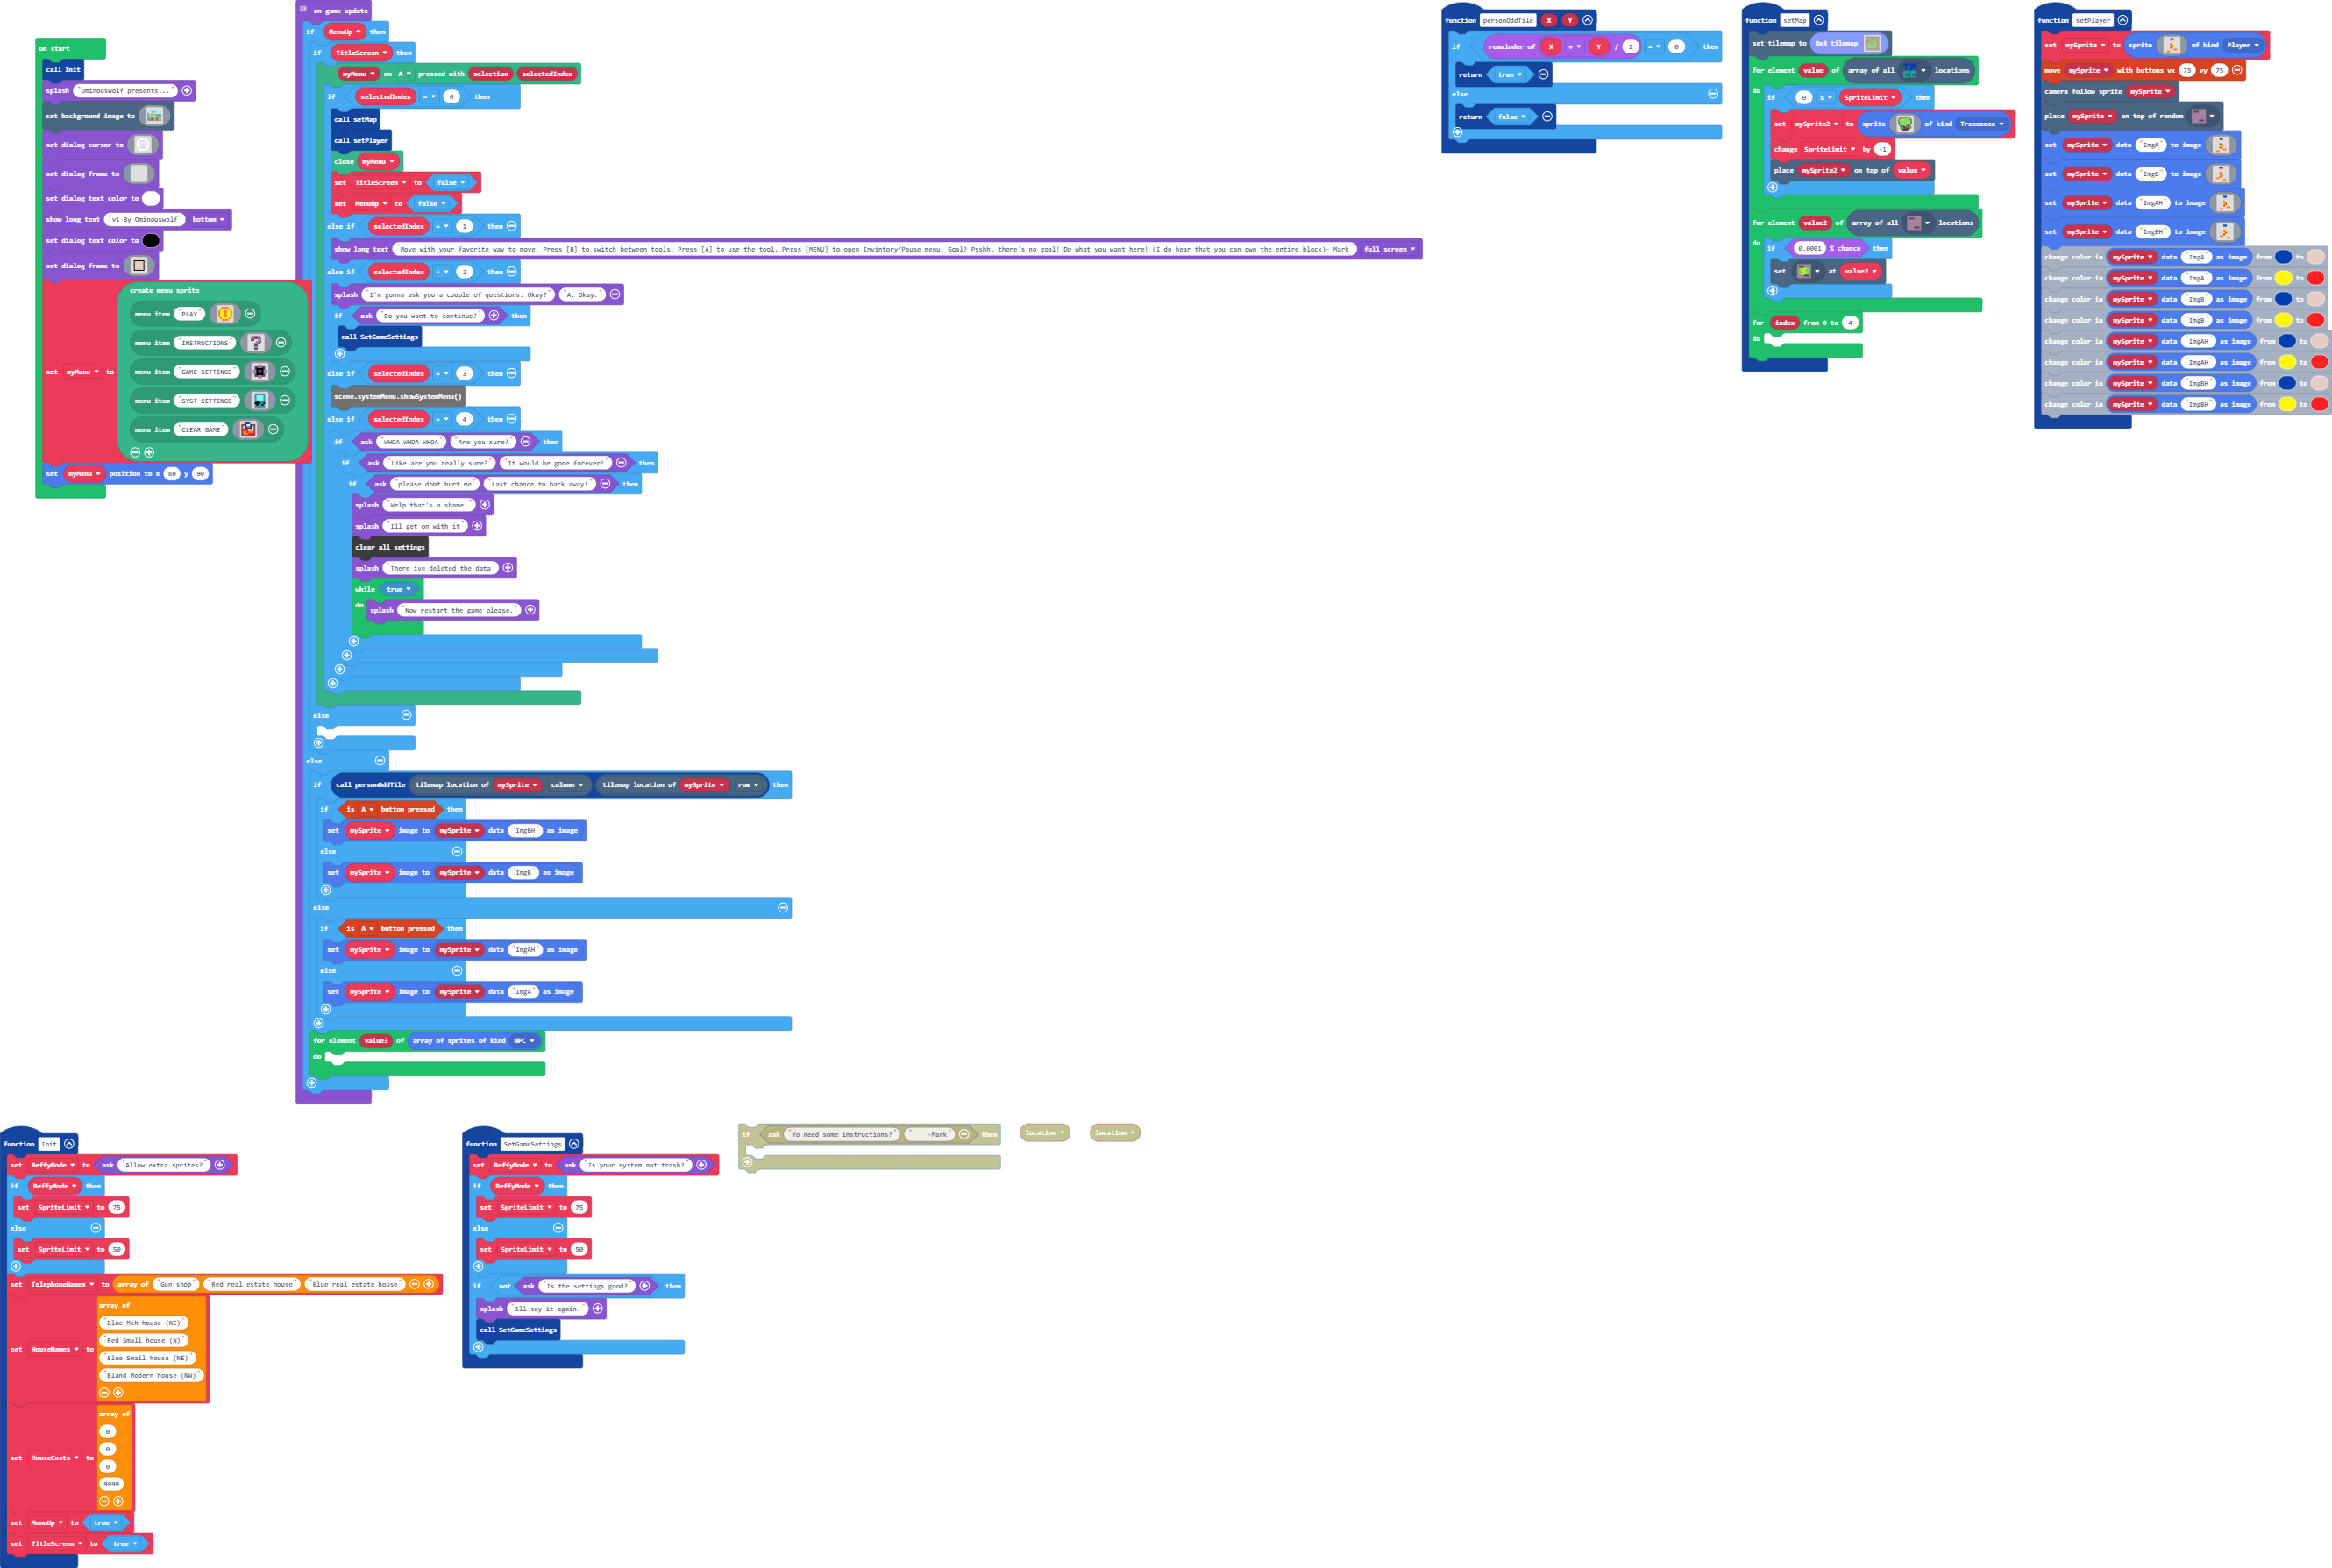 on start
call Init
splash "Ominouswolf presents..."
set background image to
set dialog cursor to
set dialog frame to
set dialog text color to
show long text "v1 By Ominouswolf" bottom
set dialog text color to
set dialog frame to
set myMenu to
create menu sprite
menu item "PLAY"
menu item "INSTRUCTIONS"
menu item "GAME SETTINGS"
menu item "SYST SETTINGS"
menu item "CLEAR GAME"
set myMenu position to x 80 y 90
on game update
if MenuUp then
if TitleScreen then
myMenu on A pressed with selection selectedIndex
if selectedIndex = 0 then
call setMap
call setPlayer
close myMenu
set TitleScreen to false
set MenuUp to false
else if selectedIndex = 1 then
show long text "Move with your favorite way to move. Press [B] to switch between tools. Press [A] to use the tool. Press [MENU] to open Invintory/Pause menu. Goal? Psshh, there's no goal! Do what you want here! (I do hear that you can own the entire block)- Mark" full screen
else if selectedIndex = 2 then
splash "I'm gonna ask you a couple of questions. Okay?" "A: Okay."
if ask "Do you want to continue?" then
call SetGameSettings
else if selectedIndex = 3 then
scene.systemMenu.showSystemMenu()
else if selectedIndex = 4 then
if ask "WHOA WHOA WHOA" "Are you sure?" then
if ask "Like are you really sure?" "It would be gone forever!" then
if ask "please dont hurt me" "Last chance to back away!" then
splash "Welp that's a shame."
splash "Ill get on with it"
clear all settings
splash "There ive deleted the data"
while true
do splash "Now restart the game please."
else
else
if call personOddTile tilemap location of mySprite column tilemap location of mySprite row then
if is A button pressed then
set mySprite image to mySprite data "ImgBH" as image
else
set mySprite image to mySprite data "ImgB" as image
else
if is A button pressed then
set mySprite image to mySprite data "ImgAH" as image
else
set mySprite image to mySprite data "ImgA" as image
for element value3 of array of sprites of kind NPC
do
function personOddTile X Y
if remainder of X + Y / 2 = 0 then
return true
else
return false
function setMap
set tilemap to 8x8 tilemap
for element value of array of all locations
do if 0 ≤ SpriteLimit then
set mySprite2 to sprite of kind Treeeeeee
change SpriteLimit by -1
place mySprite2 on top of value
for element value2 of array of all locations
do if 0.0001 % chance then
set at value2
for index from 0 to 4
do
function setPlayer
set mySprite to sprite of kind Player
move mySprite with buttons vx 75 vy 75
camera follow sprite mySprite
place mySprite on top of random
set mySprite data "ImgA" to image
set mySprite data "ImgB" to image
set mySprite data "ImgAH" to image
set mySprite data "ImgBH" to image
change color in mySprite data "ImgA" as image from to
change color in mySprite data "ImgA" as image from to
change color in mySprite data "ImgB" as image from to
change color in mySprite data "ImgB" as image from to
change color in mySprite data "ImgAH" as image from to
change color in mySprite data "ImgAH" as image from to
change color in mySprite data "ImgBH" as image from to
change color in mySprite data "ImgBH" as image from to
function Init
set BeffyMode to ask "Allow extra sprites?"
if BeffyMode then
set SpriteLimit to 75
else
set SpriteLimit to 50
set TelephoneNames to array of "Gun shop" "Red real estate house" "Blue real estate house"
set HouseNames to
array of
"Blue Meh house (NE)"
"Red Small house (N)"
"Blue Small house (NE)"
"Bland Modern house (NW)"
set HouseCosts to
array of
0
0
0
9999
set MenuUp to true
set TitleScreen to true
function SetGameSettings
set BeffyMode to ask "Is your system not trash?"
if BeffyMode then
set SpriteLimit to 75
else
set SpriteLimit to 50
if not ask "Is the settings good?" then
splash "Ill say it again."
call SetGameSettings
if ask "Yo need some instructions?" " -Mark" then
location
location